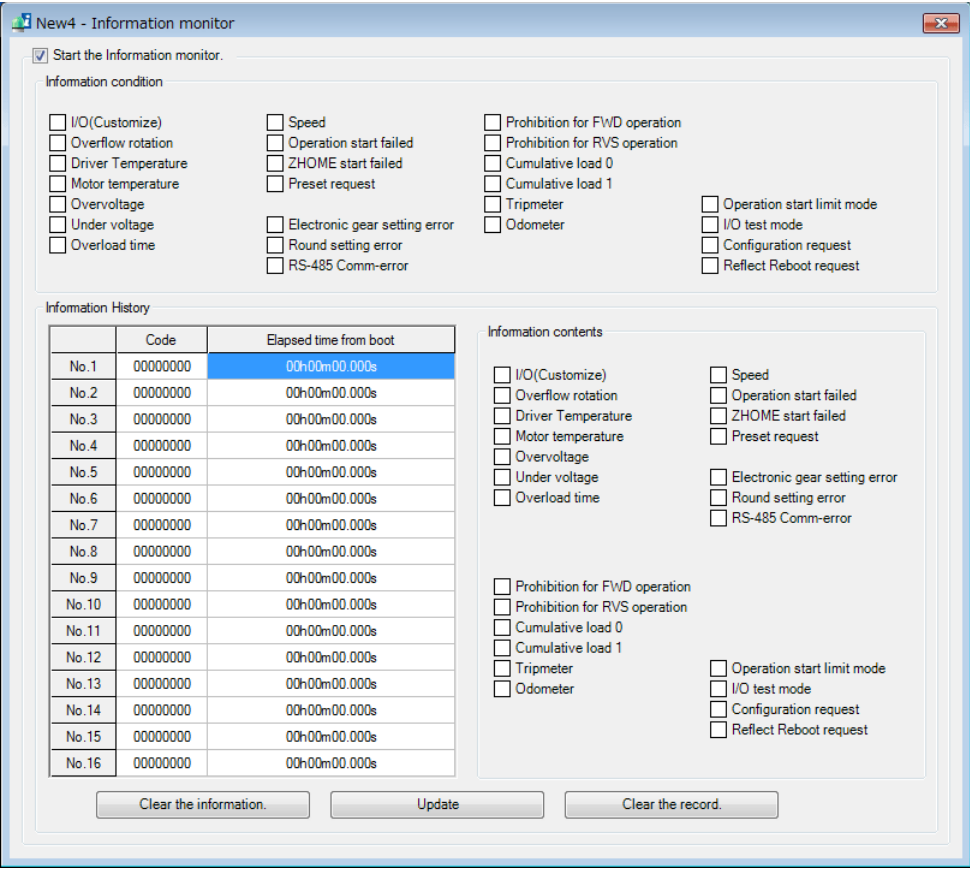 New4 - Information monitor
Start the Information monitor.
Information condition
I/O(Customize) Speed Prohibition for FWD operation
Overflow rotation Operation start failed Prohibition for RVS operation
Driver Temperature ZHOME start failed Cumulative load 0
Motor temperature Preset request Cumulative load 1
Overvoltage Tripmeter Operation start limit mode
Under voltage Electronic gear setting error Odometer I/O test mode
Overload time Round setting error Configuration request
RS-485 Comm-error Reflect Reboot request
Information History
Code Elapsed time from boot
No.1 00000000 00h00m00.000s
No.2 00000000 00h00m00.000s
No.3 00000000 00h00m00.000s
No.4 00000000 00h00m00.000s
No.5 00000000 00h00m00.000s
No.6 00000000 00h00m00.000s
No.7 00000000 00h00m00.000s
No.8 00000000 00h00m00.000s
No.9 00000000 00h00m00.000s
No.10 00000000 00h00m00.000s
No.11 00000000 00h00m00.000s
No.12 00000000 00h00m00.000s
No.13 00000000 00h00m00.000s
No.14 00000000 00h00m00.000s
No.15 00000000 00h00m00.000s
No.16 00000000 00h00m00.000s
Information contents
I/O(Customize) Speed
Overflow rotation Operation start failed
Driver Temperature ZHOME start failed
Motor temperature Preset request
Overvoltage
Under voltage Electronic gear setting error
Overload time Round setting error
RS-485 Comm-error
Prohibition for FWD operation
Prohibition for RVS operation
Cumulative load 0
Cumulative load 1
Tripmeter Operation start limit mode
Odometer I/O test mode
Configuration request
Reflect Reboot request
Clear the information. Update Clear the record.